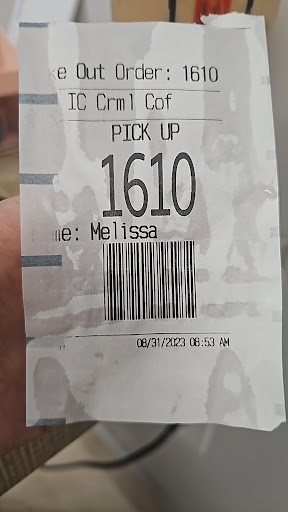 ke Out Order: 1610
IC Crml Cof
PICK UP
1610
me: Melissa
08/31/2023 08:53 AM